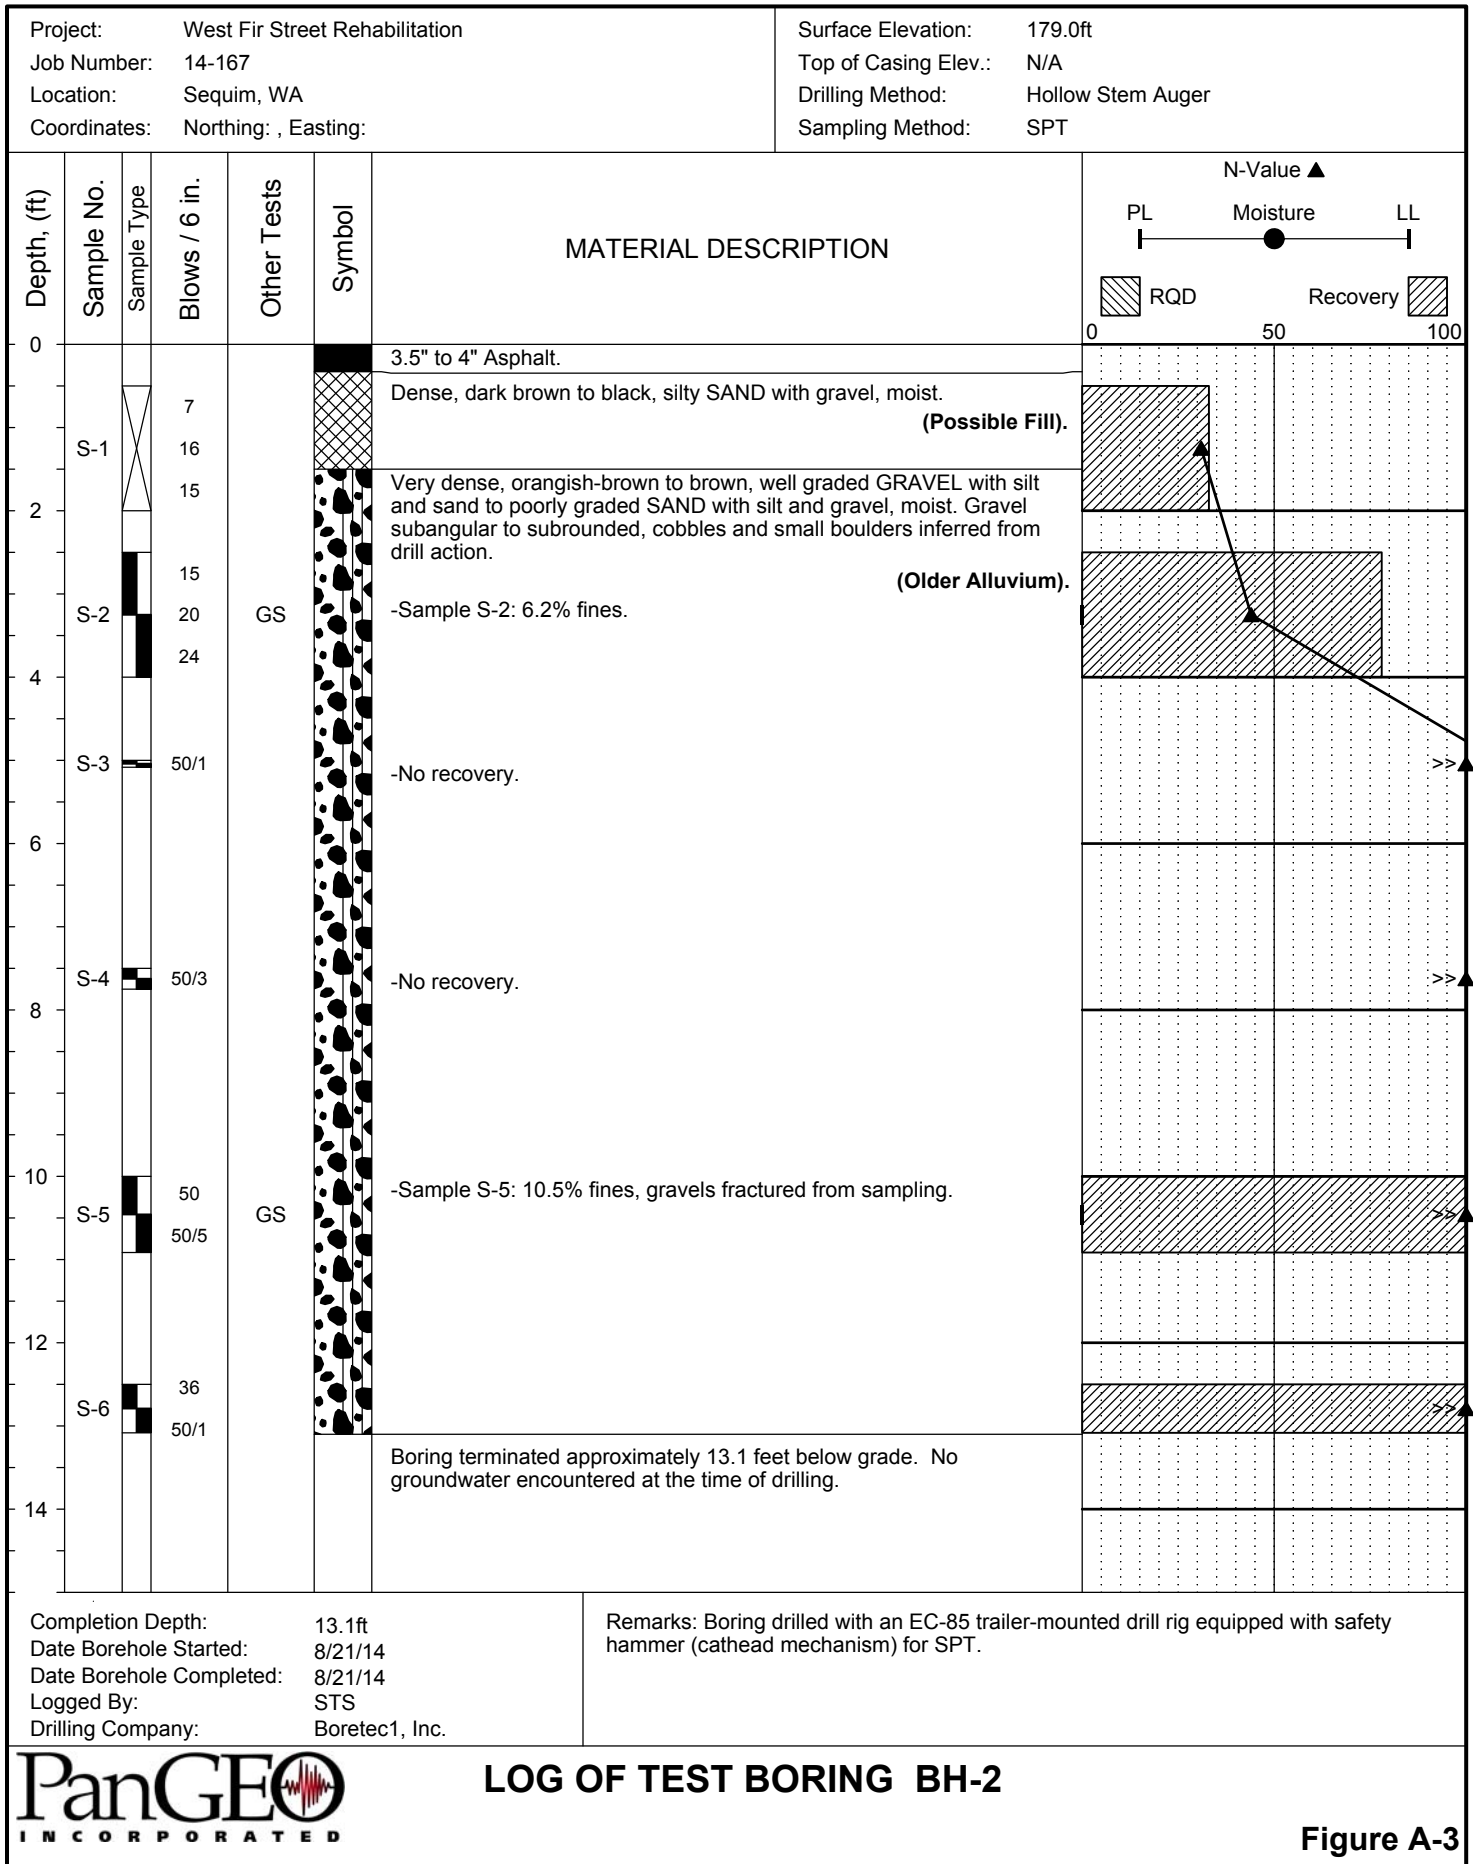 Project: West Fir Street Rehabilitation
Job Number: 14-167
Location: Sequim, WA
Coordinates: Northing: , Easting:
Surface Elevation: 179.0ft
Top of Casing Elev.: N/A
Drilling Method: Hollow Stem Auger
Sampling Method: SPT
Depth, (ft)
Sample No.
Sample Type
Blows / 6 in.
Other Tests
Symbol
MATERIAL DESCRIPTION
N-Value ▲
PL Moisture LL
RQD Recovery
0 50 100
0
3.5" to 4" Asphalt.
Dense, dark brown to black, silty SAND with gravel, moist.
(Possible Fill).
7
S-1 16
15
2
Very dense, orangish-brown to brown, well graded GRAVEL with silt
and sand to poorly graded SAND with silt and gravel, moist. Gravel
subangular to subrounded, cobbles and small boulders inferred from
drill action.
(Older Alluvium).
15
S-2 20 GS -Sample S-2: 6.2% fines.
24
4
S-3 50/1 -No recovery. >>
6
S-4 50/3 -No recovery. >>
8
10
50 -Sample S-5: 10.5% fines, gravels fractured from sampling.
S-5 GS >>
50/5
12
36
S-6 >>
50/1
Boring terminated approximately 13.1 feet below grade. No
groundwater encountered at the time of drilling.
14
Completion Depth: 13.1ft
Date Borehole Started: 8/21/14
Date Borehole Completed: 8/21/14
Logged By: STS
Drilling Company: Boretec1, Inc.
Remarks: Boring drilled with an EC-85 trailer-mounted drill rig equipped with safety
hammer (cathead mechanism) for SPT.
PanGEO
INCORPORATED
LOG OF TEST BORING BH-2
Figure A-3